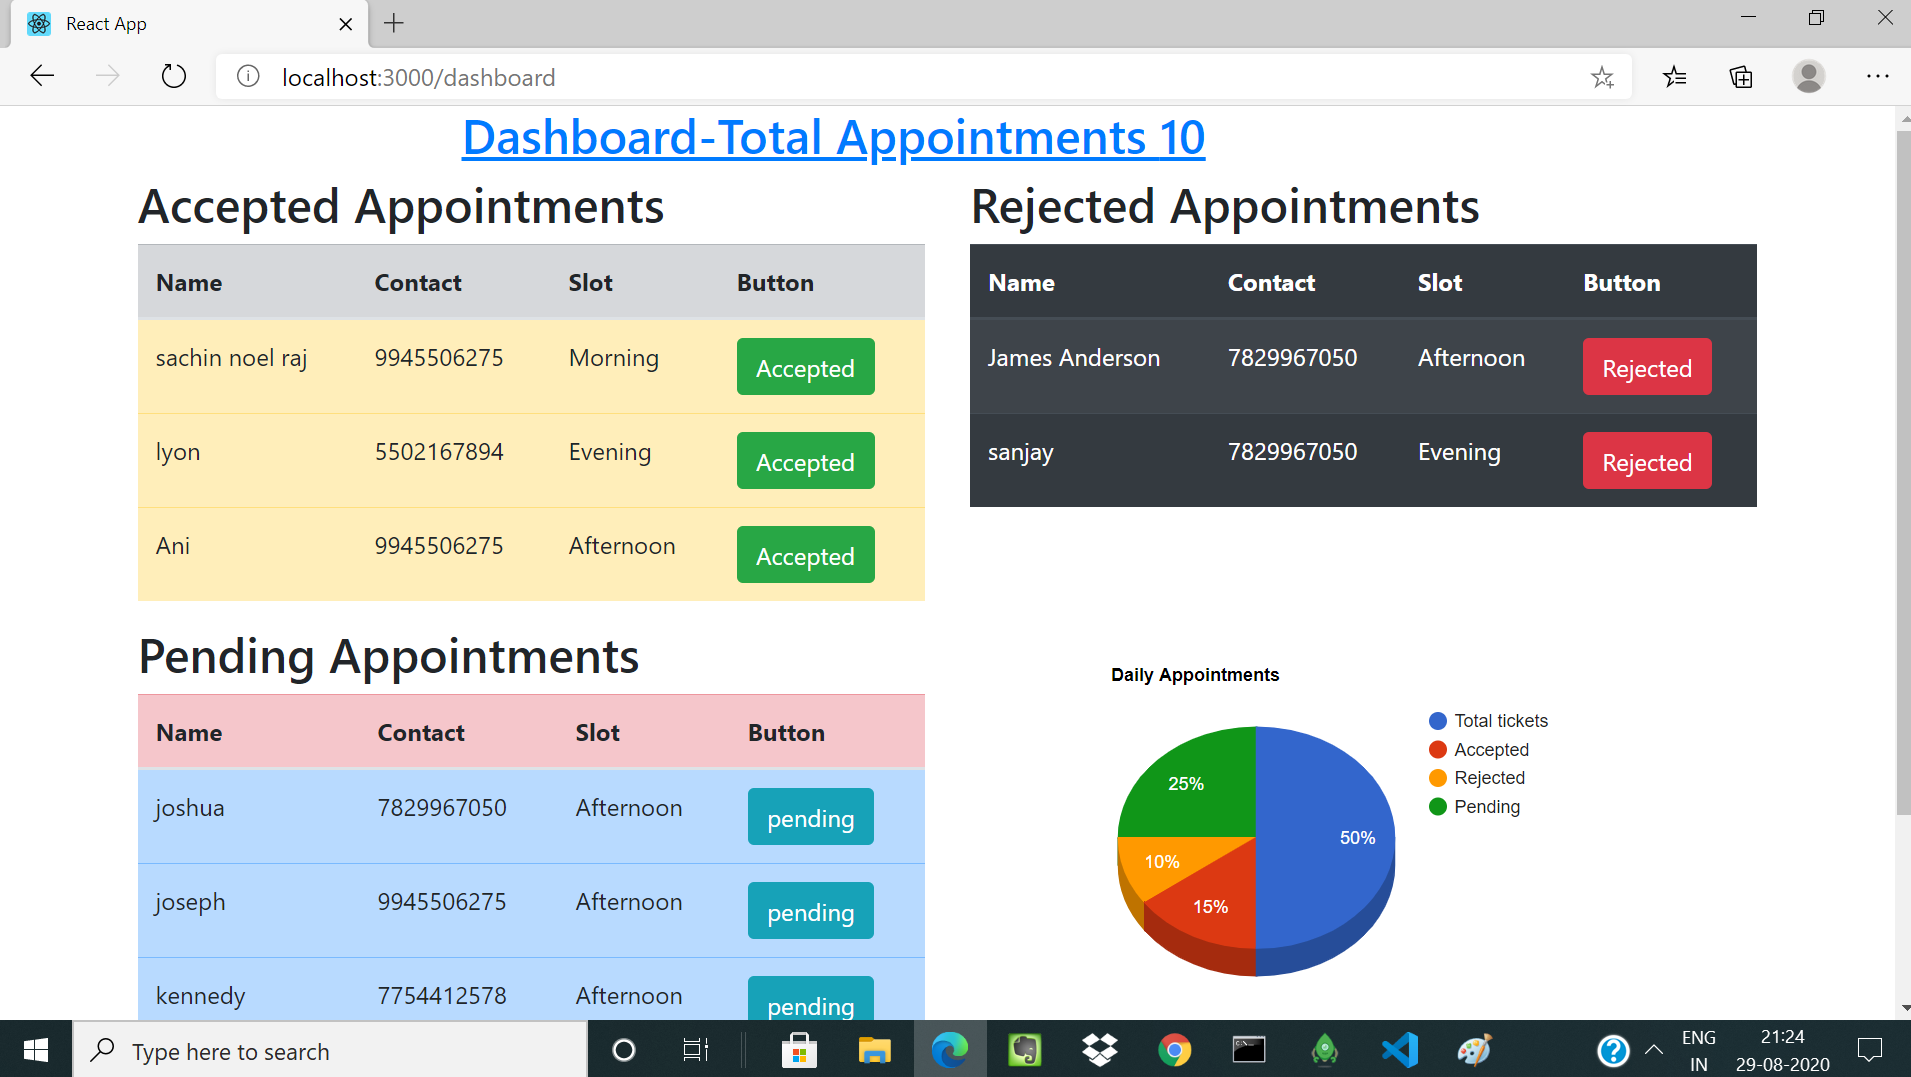 React App
localhost:3000/dashboard
Dashboard-Total Appointments 10
Accepted Appointments
Name Contact Slot Button
sachin noel raj 9945506275 Morning Accepted
lyon 5502167894 Evening Accepted
Ani 9945506275 Afternoon Accepted
Rejected Appointments
Name Contact Slot Button
James Anderson 7829967050 Afternoon Rejected
sanjay 7829967050 Evening Rejected
Pending Appointments
Name Contact Slot Button
joshua 7829967050 Afternoon pending
joseph 9945506275 Afternoon pending
kennedy 7754412578 Afternoon pending
Daily Appointments
Total tickets
Accepted
Rejected
Pending
25%
50%
10%
15%
Type here to search
ENG
IN
21:24
29-08-2020